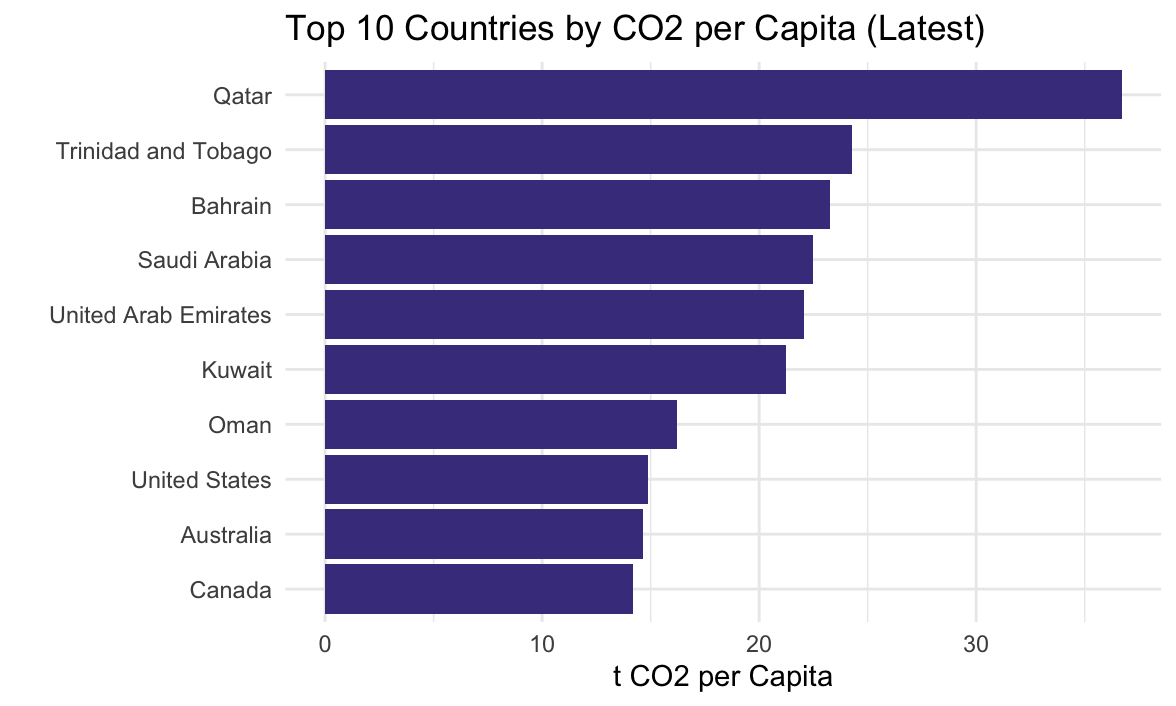 Top 10 Countries by CO2 per Capita (Latest)
Qatar
Trinidad and Tobago
Bahrain
Saudi Arabia
United Arab Emirates
Kuwait
Oman
United States
Australia
Canada
0 10 20 30
t CO2 per Capita